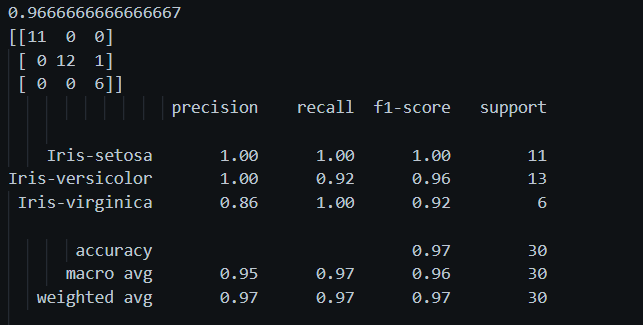 0.9666666666666667
[[11  0  0]
 [ 0 12  1]
 [ 0  0  6]]
                 precision    recall  f1-score   support

    Iris-setosa       1.00      1.00      1.00        11
Iris-versicolor       1.00      0.92      0.96        13
 Iris-virginica       0.86      1.00      0.92         6

       accuracy                           0.97        30
      macro avg       0.95      0.97      0.96        30
   weighted avg       0.97      0.97      0.97        30